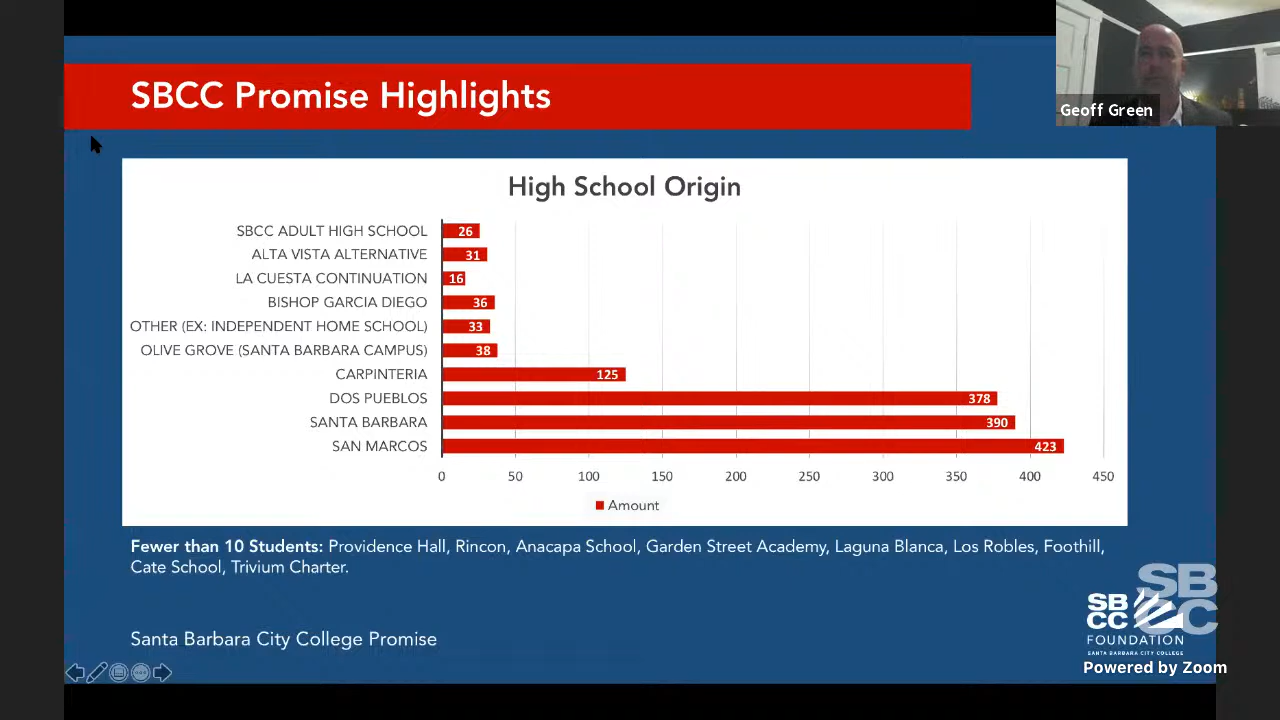 SBCC Promise Highlights
Geoff Green
High School Origin
SBCC ADULT HIGH SCHOOL 26
ALTA VISTA ALTERNATIVE 31
LA CUESTA CONTINUATION 16
BISHOP GARCIA DIEGO 36
OTHER (EX: INDEPENDENT HOME SCHOOL) 33
OLIVE GROVE (SANTA BARBARA CAMPUS) 38
CARPINTERIA 125
DOS PUEBLOS 378
SANTA BARBARA 390
SAN MARCOS 423
0 50 100 150 200 250 300 350 400 450
Amount
Fewer than 10 Students: Providence Hall, Rincon, Anacapa School, Garden Street Academy, Laguna Blanca, Los Robles, Foothill,
Cate School, Trivium Charter.
Santa Barbara City College Promise
SB
CC
SB
CC
FOUNDATION
SANTA BARBARA CITY COLLEGE
Powered by Zoom